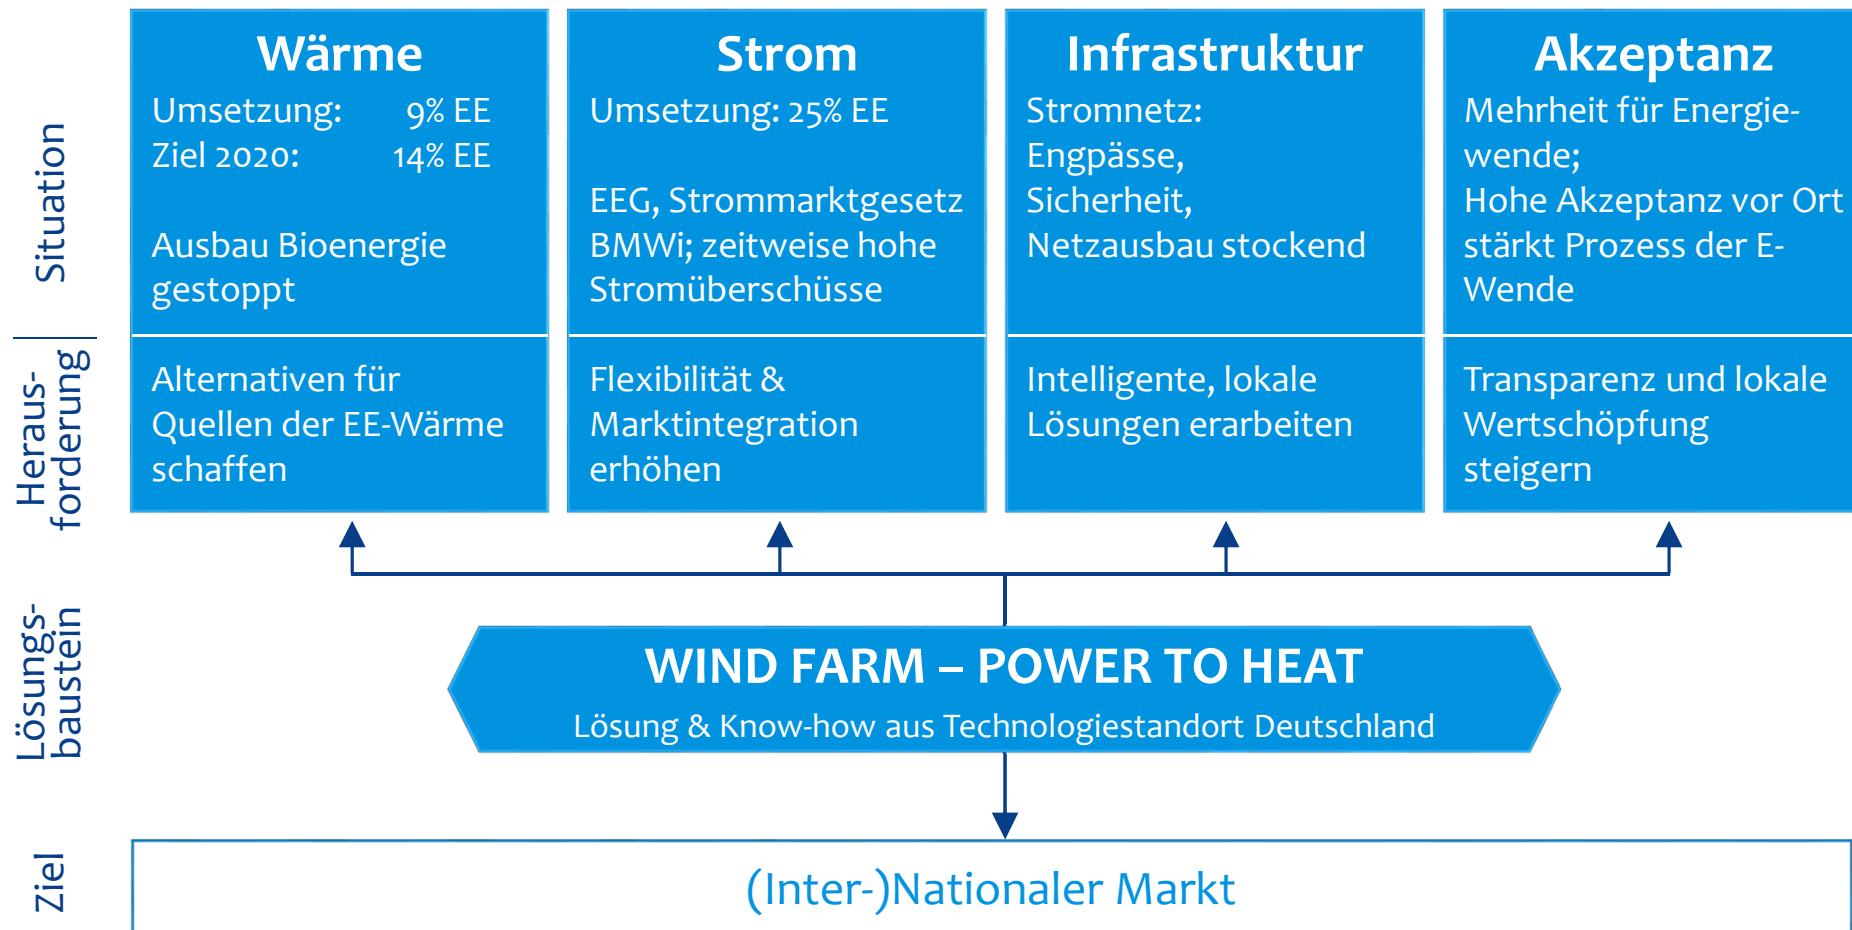 Situation
Heraus-
forderung
Lösungs-
baustein
Ziel
Wärme
Umsetzung: 9% EE
Ziel 2020: 14% EE
Ausbau Bioenergie
gestoppt
Alternativen für
Quellen der EE-Wärme
schaffen
Strom
Umsetzung: 25% EE
EEG, Strommarktgesetz
BMWi; zeitweise hohe
Stromüberschüsse
Flexibilität &
Marktintegration
erhöhen
Infrastruktur
Stromnetz:
Engpässe,
Sicherheit,
Netzausbau stockend
Intelligente, lokale
Lösungen erarbeiten
Akzeptanz
Mehrheit für Energie-
wende;
Hohe Akzeptanz vor Ort
stärkt Prozess der E-
Wende
Transparenz und lokale
Wertschöpfung
steigern
WIND FARM – POWER TO HEAT
Lösung & Know-how aus Technologiestandort Deutschland
(Inter-)Nationaler Markt